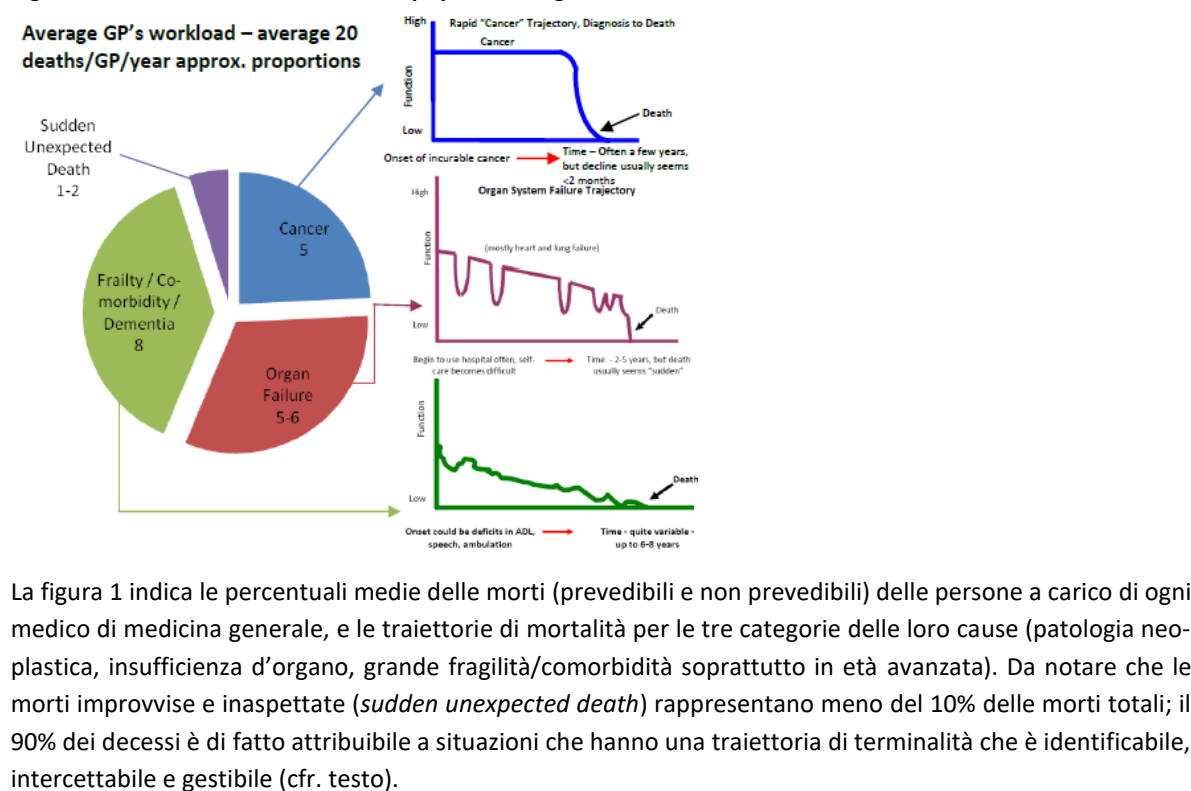 Average GP's workload – average 20
deaths/GP/year approx. proportions
Sudden
Unexpected
Death
1-2
Cancer
5
Frailty / Co-
morbidity /
Dementia
8
Organ
Failure
5-6
High
Rapid "Cancer" Trajectory, Diagnosis to Death
Cancer
Function
Death
Low
Onset of incurable cancer
Time – Often a few years,
but decline usually seems
<2 months
High
Organ System Failure Trajectory
(mostly heart and lung failure)
Function
Death
Low
Begin to use hospital often, self-
care becomes difficult
Time - 2-5 years, but death
usually seems "sudden"
Function
Death
Low
Onset could be deficits in ADL,
speech, ambulation
Time - quite variable -
up to 6-8 years
La figura 1 indica le percentuali medie delle morti (prevedibili e non prevedibili) delle persone a carico di ogni
medico di medicina generale, e le traiettorie di mortalità per le tre categorie delle loro cause (patologia neo-
plastica, insufficienza d'organo, grande fragilità/comorbidità soprattutto in età avanzata). Da notare che le
morti improvvise e inaspettate (sudden unexpected death) rappresentano meno del 10% delle morti totali; il
90% dei decessi è di fatto attribuibile a situazioni che hanno una traiettoria di terminalità che è identificabile,
intercettabile e gestibile (cfr. testo).